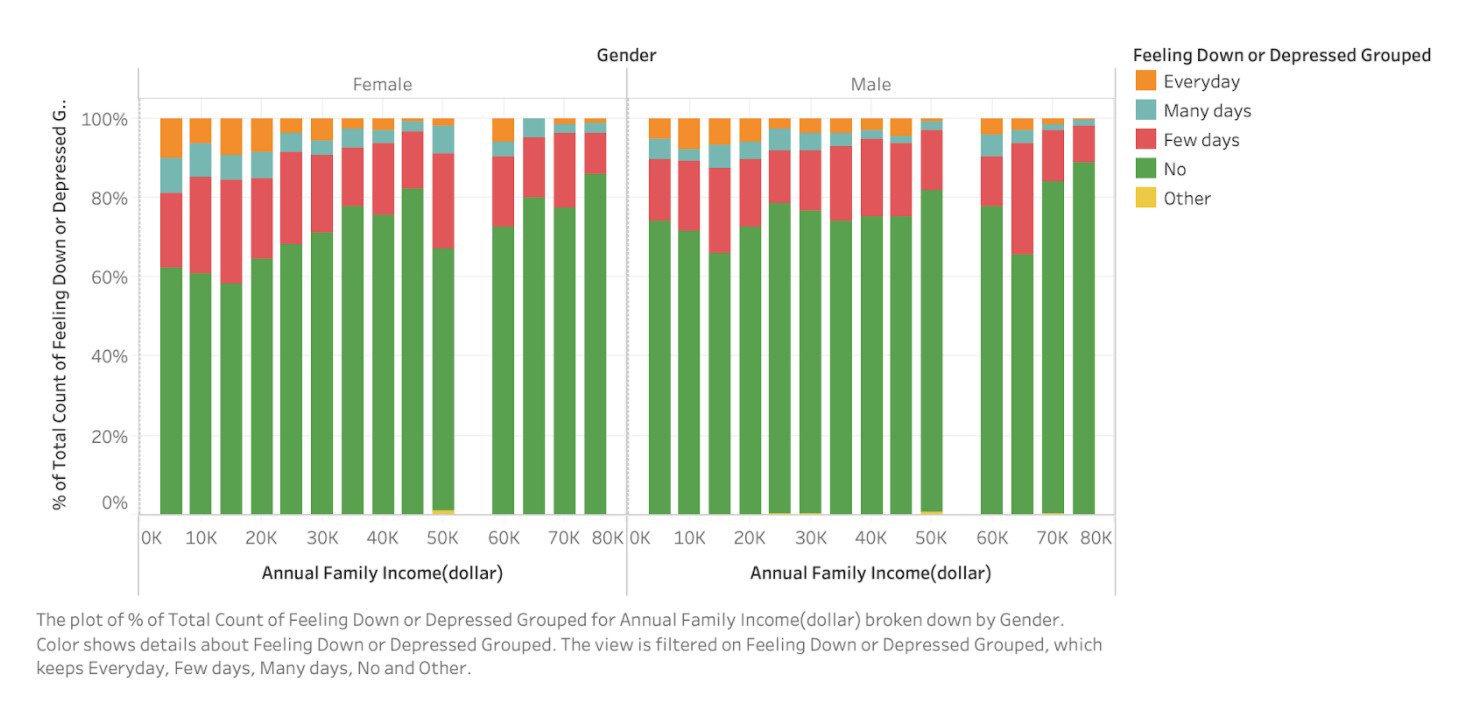 Gender
Feeling Down or Depressed Grouped
Female
Male
Everyday
Many days
Few days
No
Other
% of Total Count of Feeling Down or Depressed G..
100%
80%
60%
40%
20%
0%
0K 10K 20K 30K 40K 50K 60K 70K 80K
0K 10K 20K 30K 40K 50K 60K 70K 80K
Annual Family Income(dollar)
Annual Family Income(dollar)
The plot of % of Total Count of Feeling Down or Depressed Grouped for Annual Family Income(dollar) broken down by Gender.
Color shows details about Feeling Down or Depressed Grouped. The view is filtered on Feeling Down or Depressed Grouped, which
keeps Everyday, Few days, Many days, No and Other.